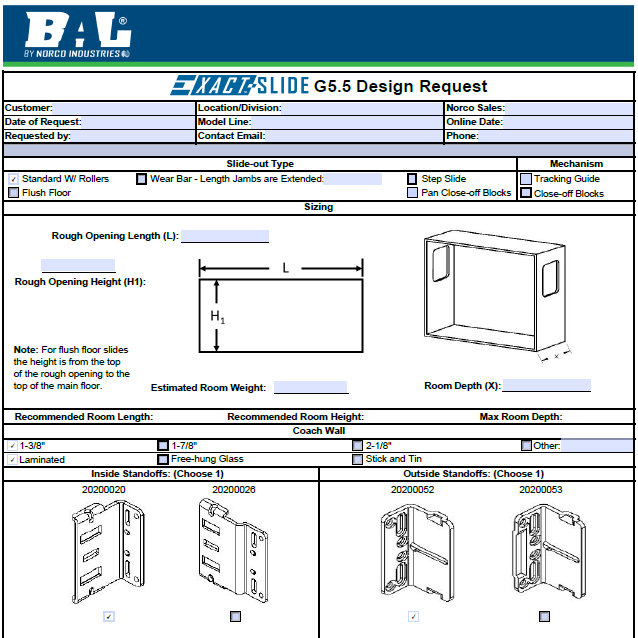 BAL®
BY NORCO INDUSTRIES
EXACT-SLIDE G5.5 Design Request
Customer: Location/Division: Norco Sales:
Date of Request: Model Line: Online Date:
Requested by: Contact Email: Phone:
Slide-out Type Mechanism
Standard W/ Rollers Wear Bar - Length Jambs are Extended: Step Slide Tracking Guide
Flush Floor Pan Close-off Blocks Close-off Blocks
Sizing
Rough Opening Length (L):
L
Rough Opening Height (H1):
H1
Note: For flush floor slides
the height is from the top
of the rough opening to the
top of the main floor.
X
Estimated Room Weight: Room Depth (X):
Recommended Room Length: Recommended Room Height: Max Room Depth:
Coach Wall
1-3/8" 1-7/8" 2-1/8" Other:
Laminated Free-hung Glass Stick and Tin
Inside Standoffs: (Choose 1) Outside Standoffs: (Choose 1)
20200020 20200026 20200052 20200053